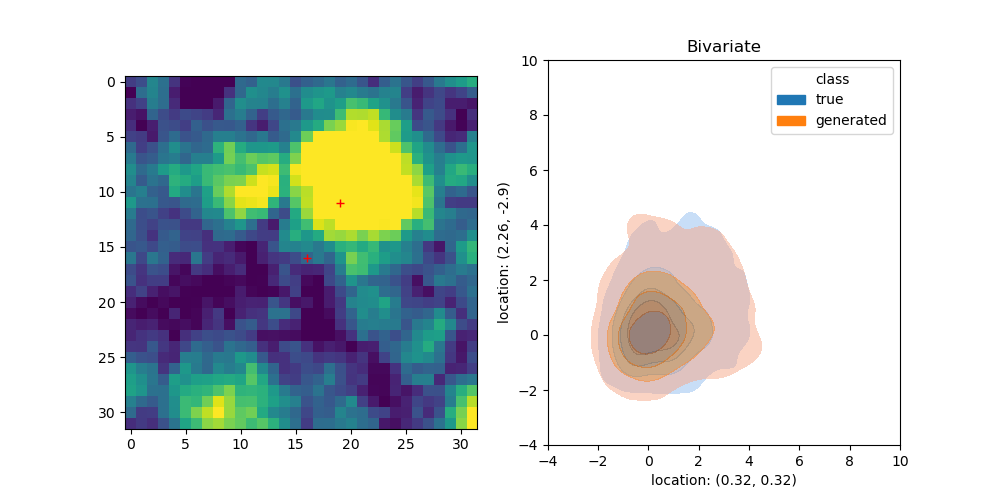 0
5
10
15
20
25
30
0 5 10 15 20 25 30
Bivariate
class
true
generated
location: (2.26, -2.9)
10
8
6
4
2
0
−2
−4
−4 −2 0 2 4 6 8 10
location: (0.32, 0.32)